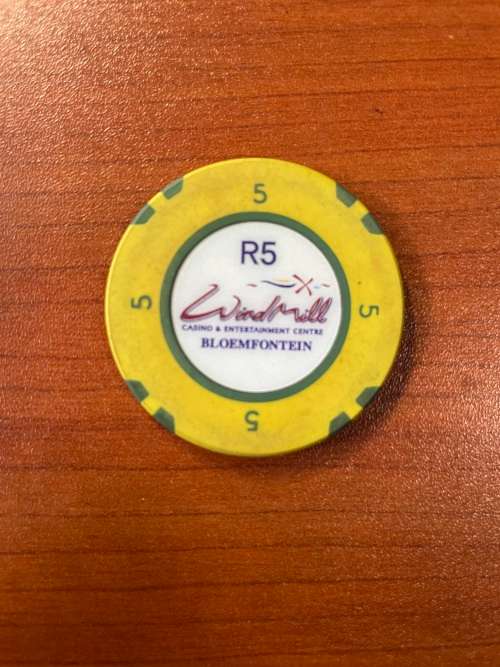 5
R5
5
WindMill
5
CASINO & ENTERTAINMENT CENTRE
BLOEMFONTEIN
5